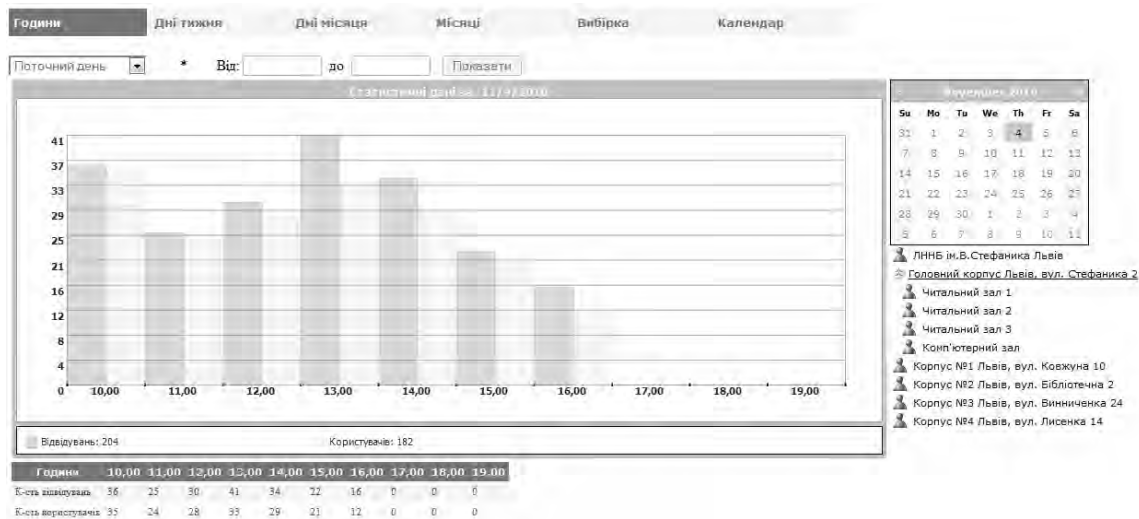 Години Дні тижня Дні місяця Місяці Вибірка Календар
Поточний день * Від: до Показати
Статистичні дані за: 11/4/2010
41
37
33
29
25
21
16
12
8
4
0 10,00 11,00 12,00 13,00 14,00 15,00 16,00 17,00 18,00 19,00
Відвідувань: 204 Користувачів: 182
Години 10,00 11,00 12,00 13,00 14,00 15,00 16,00 17,00 18,00 19.00
К-сть відвідувань 36 25 30 41 34 22 16 0 0 0
К-сть користувачів 35 24 28 33 29 21 12 0 0 0
November 2010
Su Mo Tu We Th Fr Sa
31 1 2 3 4 5 6
7 8 9 10 11 12 13
14 15 16 17 18 19 20
21 22 23 24 25 26 27
28 29 30 1 2 3 4
5 6 7 8 9 10 11
ЛННБ ім.В.Стефаника Львів
Головний корпус Львів, вул. Стефаника 2
Читальний зал 1
Читальний зал 2
Читальний зал 3
Комп'ютерний зал
Корпус №1 Львів, вул. Ковжуна 10
Корпус №2 Львів, вул. Бібліотечна 2
Корпус №3 Львів, вул. Винниченка 24
Корпус №4 Львів, вул. Лисенка 14